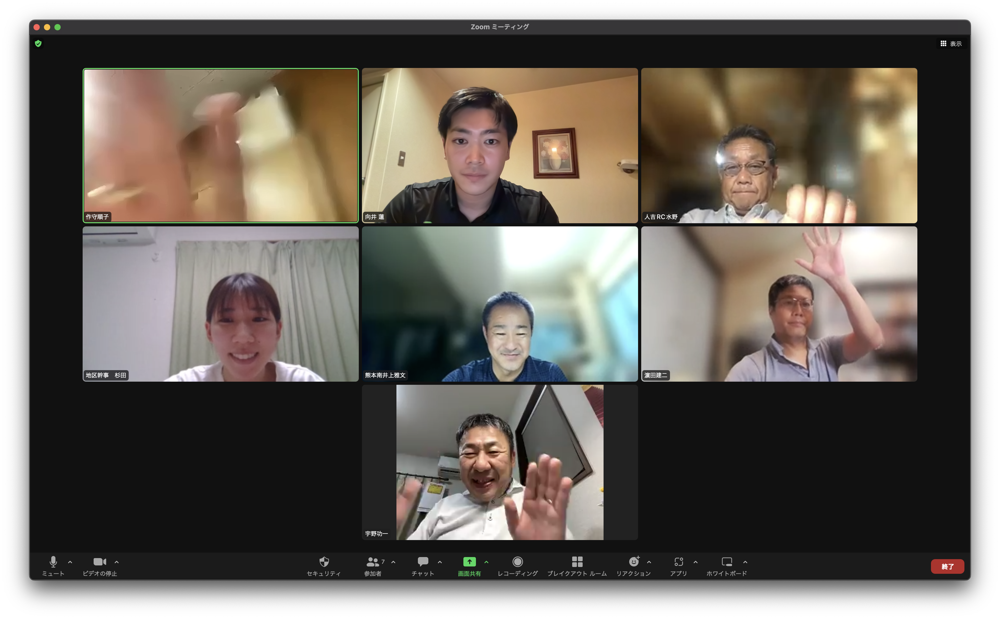 Zoom ミーティング
表示
作守順子
向井 蓮
人吉RC水野
地区幹事　杉田
熊本南井上雅文
濵田建二
宇野功一
7
ミュート
ビデオの停止
セキュリティ
参加者
チャット
画面共有
レコーディング
ブレイクアウト ルーム
リアクション
アプリ
ホワイトボード
終了